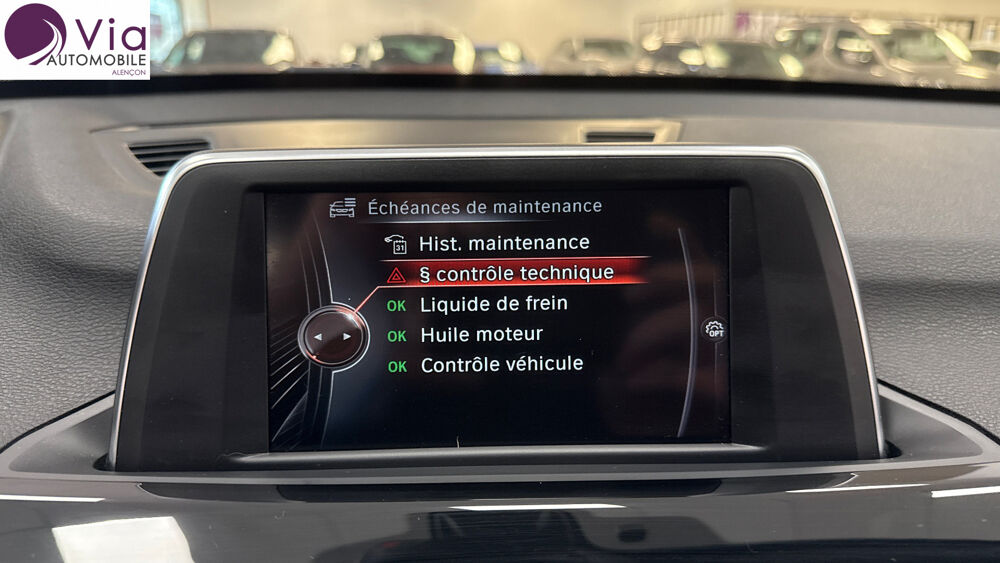 Via
AUTOMOBILE
ALENÇON
Échéances de maintenance
31 Hist. maintenance
§ contrôle technique
OK Liquide de frein
OPT
OK Huile moteur
OK Contrôle véhicule